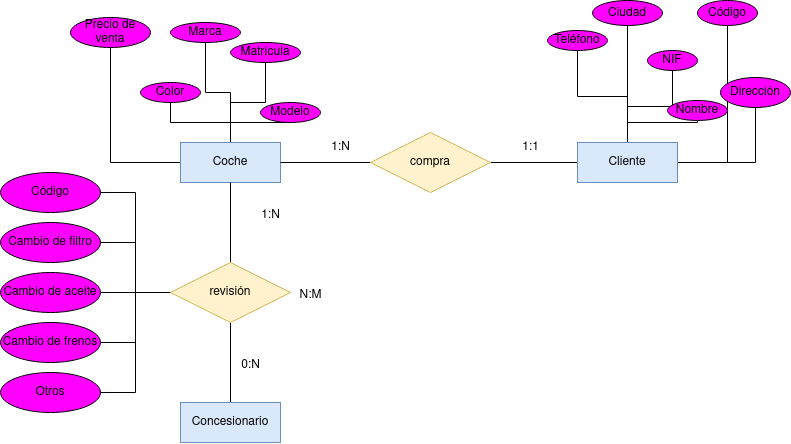 Precio de
venta
Marca
Matrícula
Color
Modelo
Ciudad
Código
Teléfono
NIF
Dirección
Nombre
Coche
1:N
compra
1:1
Cliente
Código
1:N
Cambio de filtro
Cambio de aceite
revisión
N:M
Cambio de frenos
0:N
Otros
Concesionario